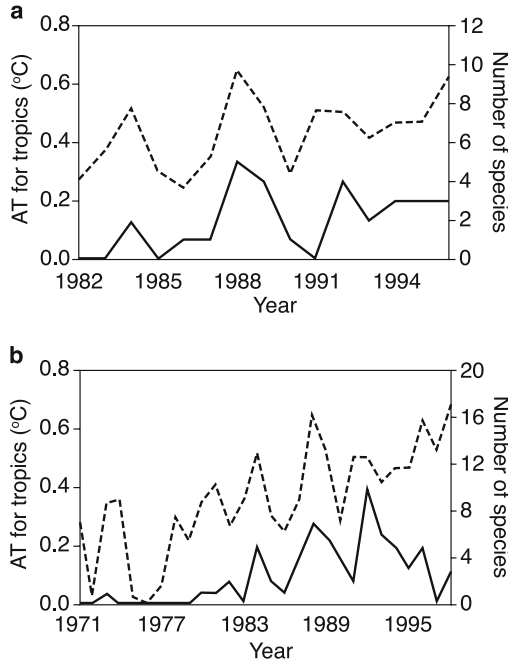 a
AT for tropics (°C)
0.8
0.6
0.4
0.2
0.0
12
10
8
6
4
2
0
Number of species
1982 1985 1988 1991 1994
Year
b
AT for tropics (°C)
0.8
0.6
0.4
0.2
0.0
20
16
12
8
4
0
Number of species
1971 1977 1983 1989 1995
Year